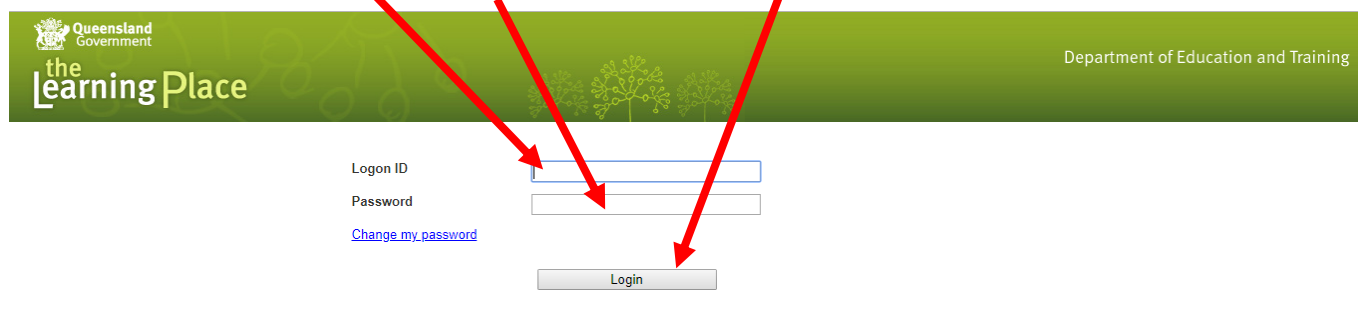 Queensland
Government
the
Learning Place
Department of Education and Training
Logon ID
Password
Change my password
Login